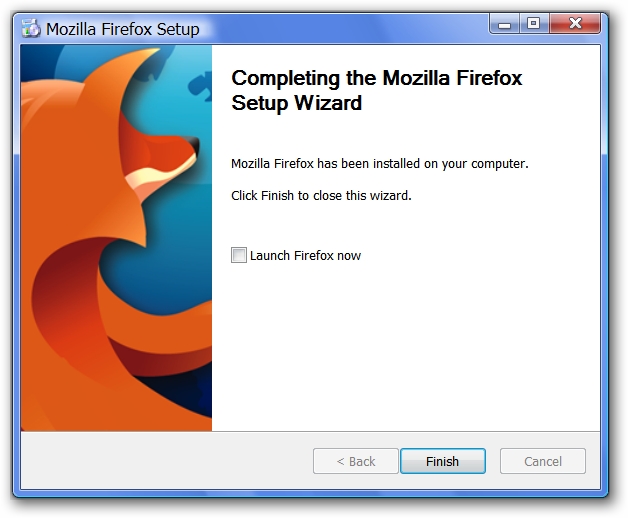 Mozilla Firefox Setup
Completing the Mozilla Firefox
Setup Wizard
Mozilla Firefox has been installed on your computer.
Click Finish to close this wizard.
Launch Firefox now
< Back
Finish
Cancel